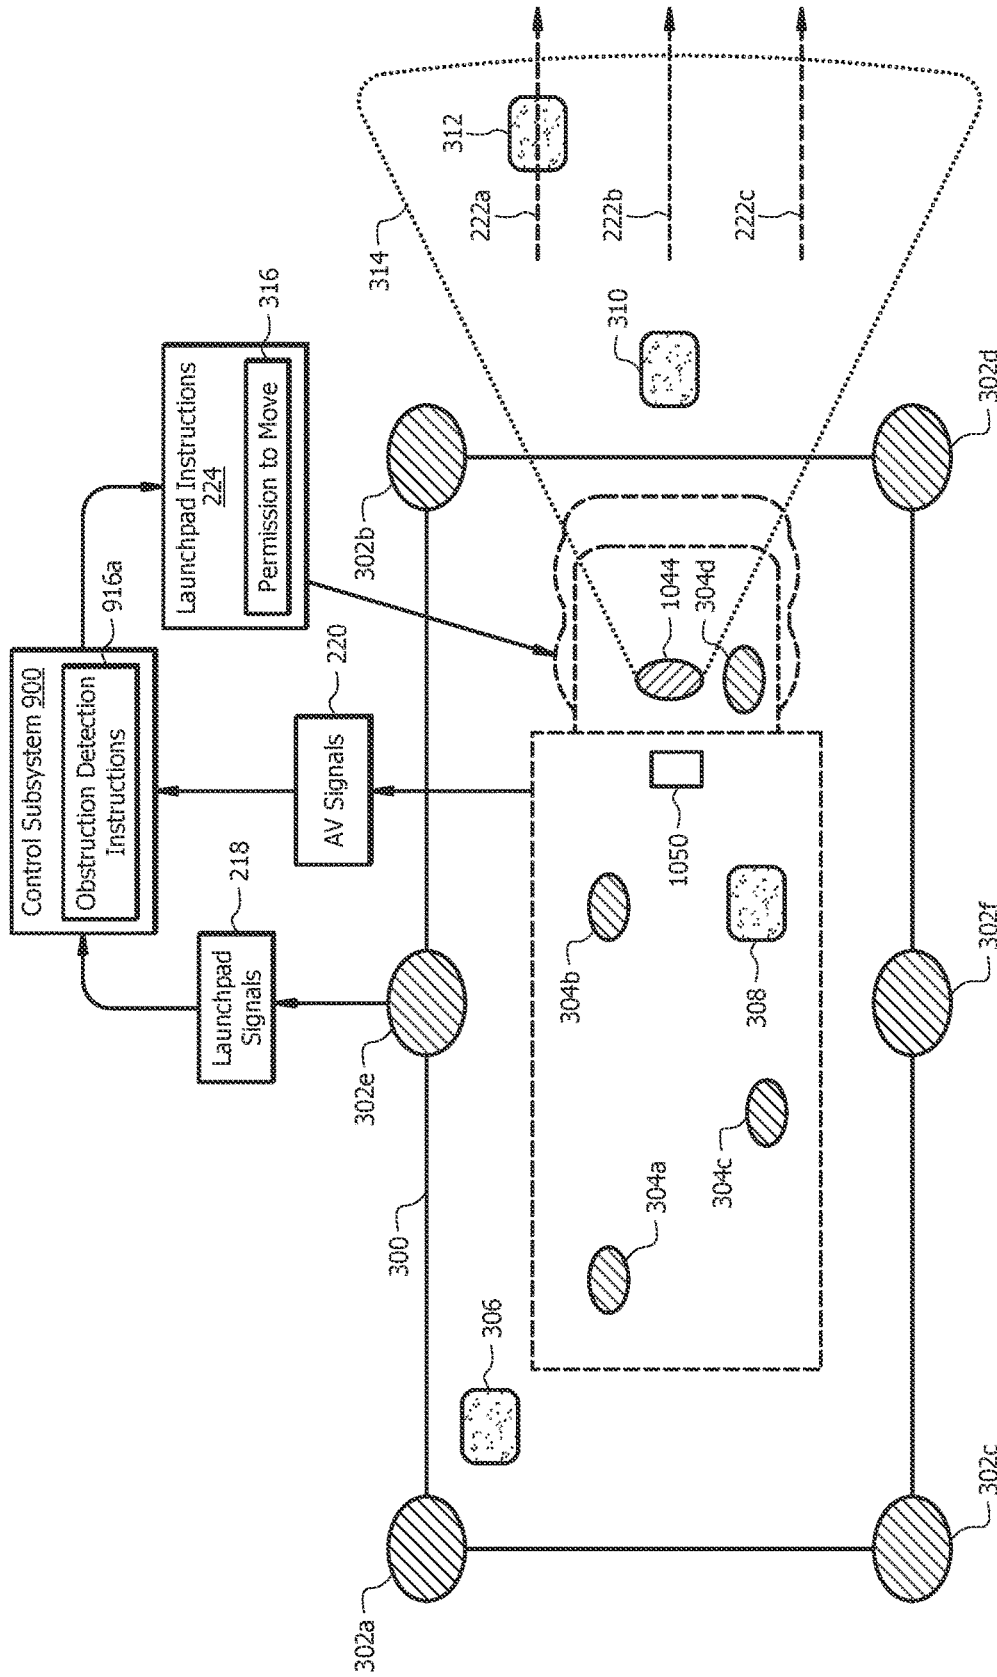 Control Subsystem 900
Obstruction Detection
Instructions
916a
Launchpad Instructions
224
Permission to Move
316
Launchpad
Signals
218
AV Signals
220
302a
306
300
302e
302b
314
312
222a
222b
222c
310
304a
304b
304c
308
1050
1044
304d
302c
302f
302d